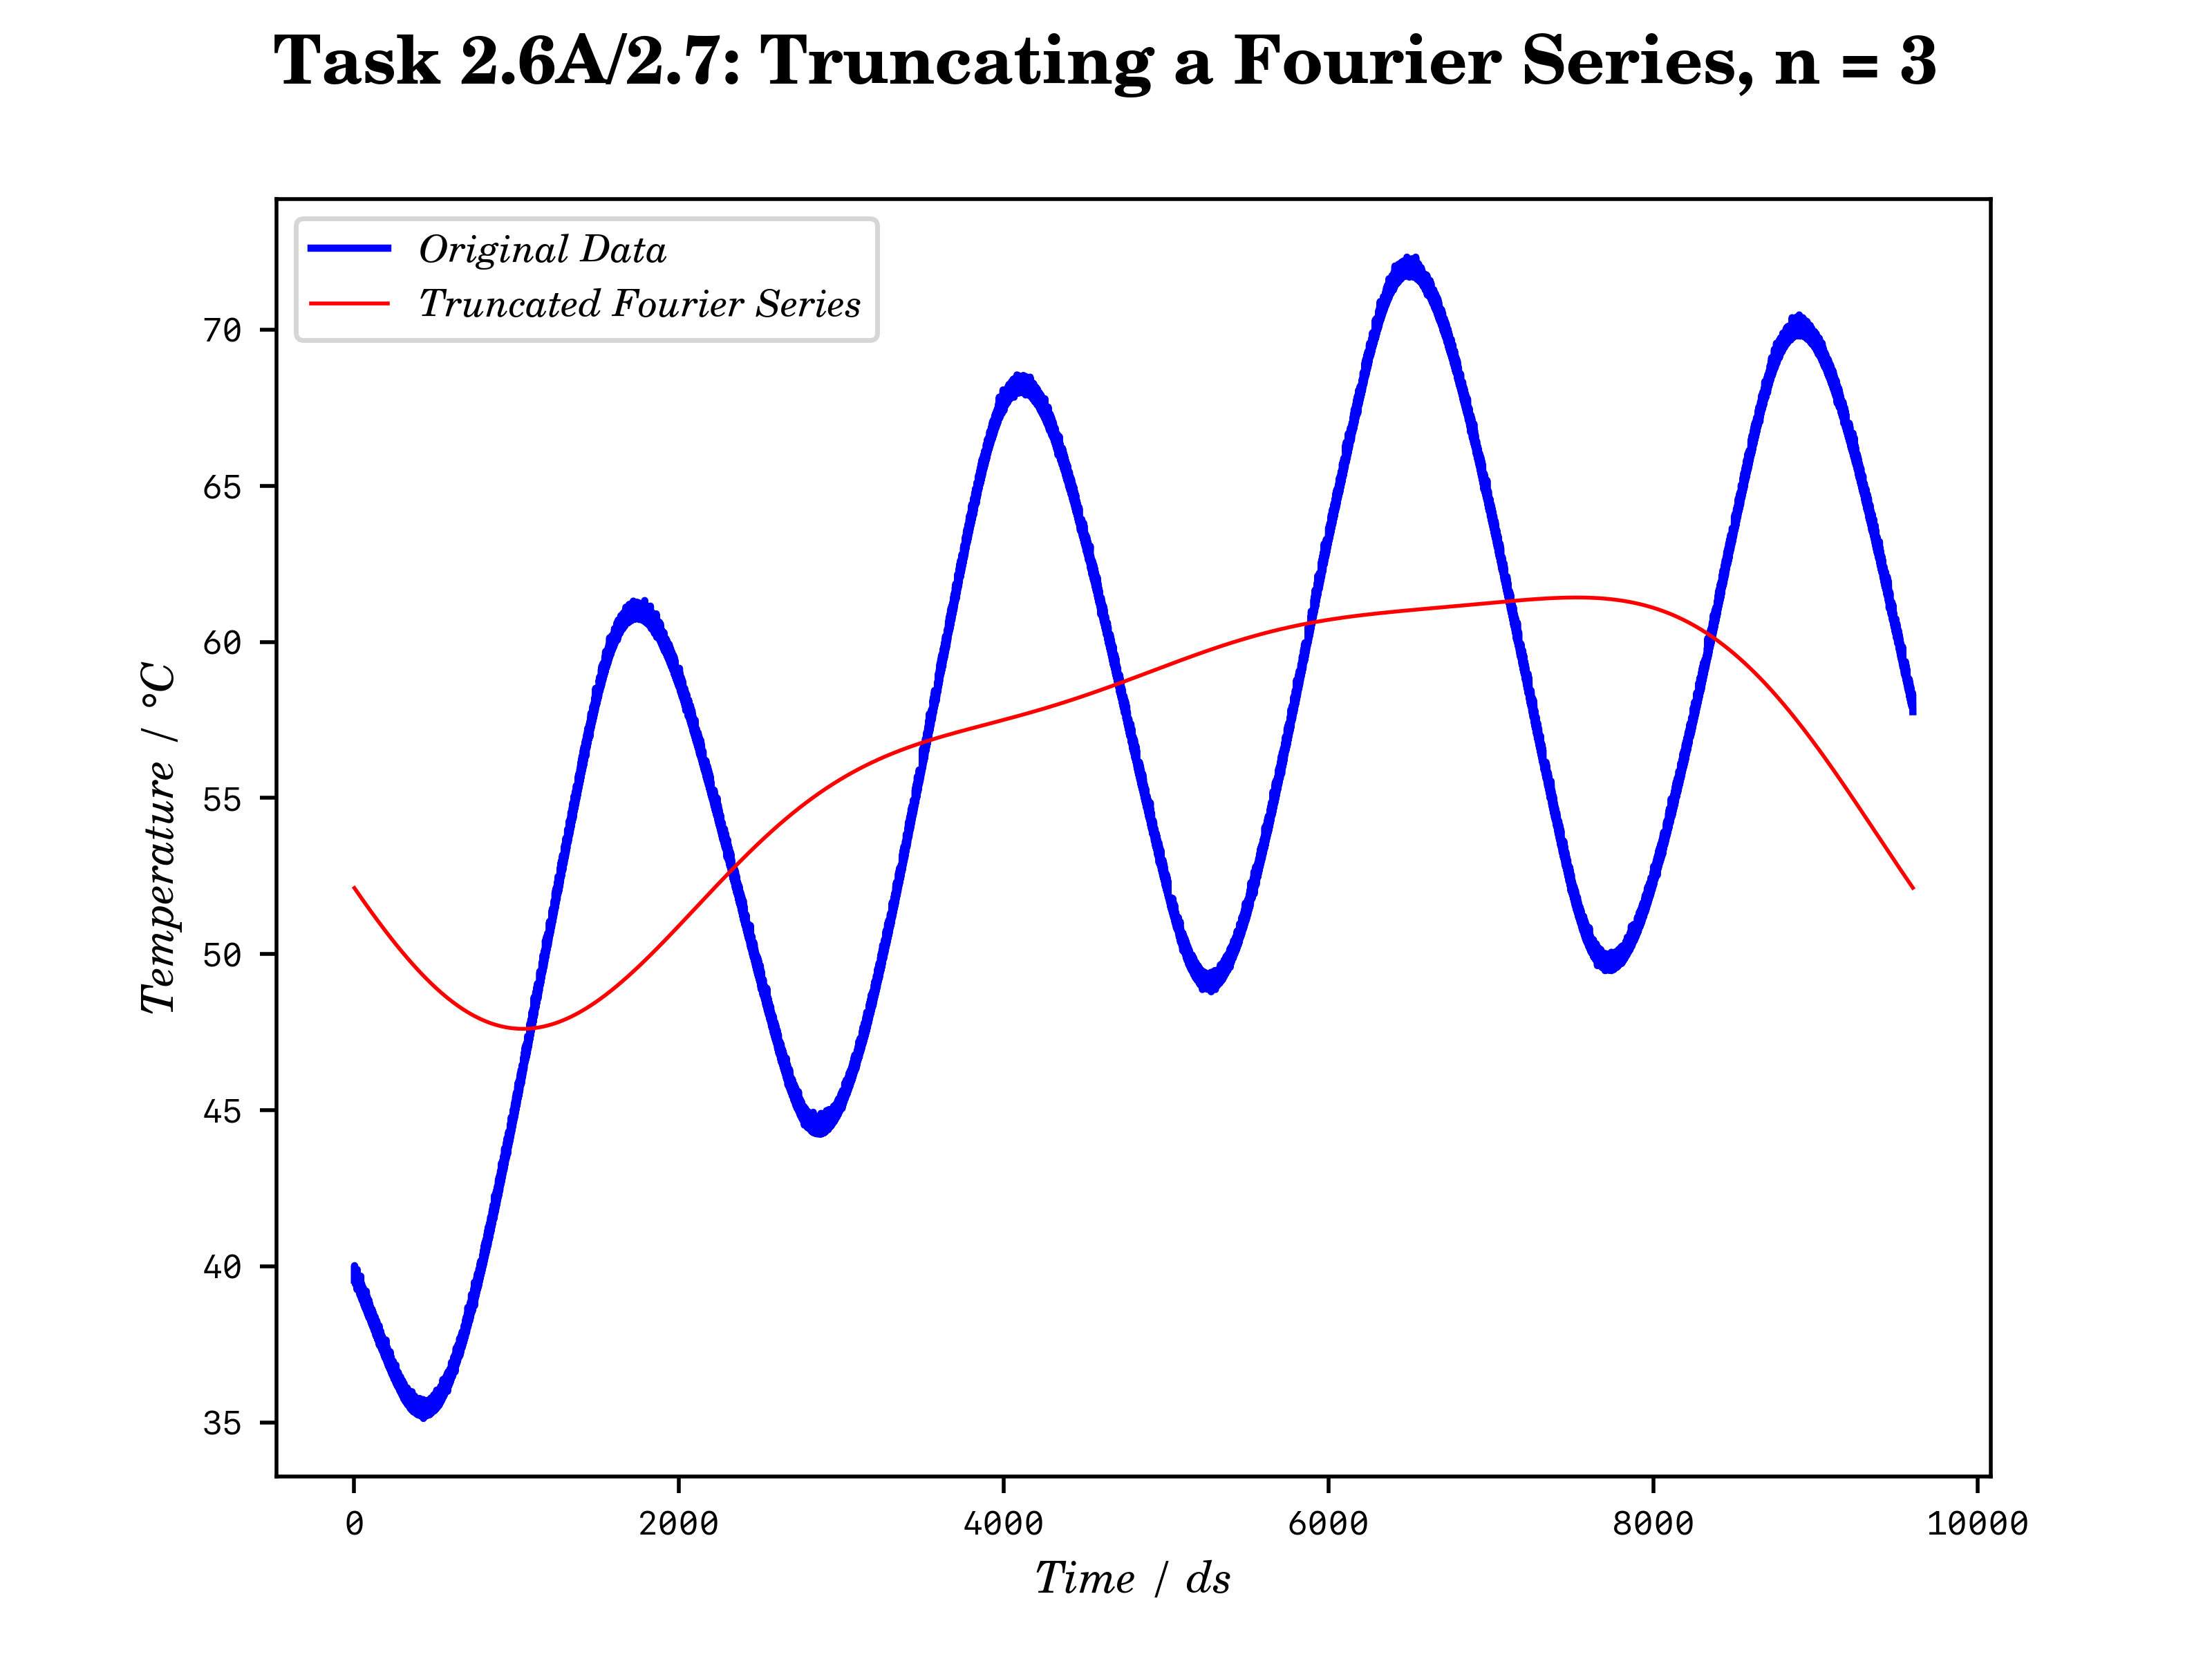 Task 2.6A/2.7: Truncating a Fourier Series, n = 3
Original Data
Truncated Fourier Series
Temperature / °C
70
65
60
55
50
45
40
35
0 2000 4000 6000 8000 10000
Time / ds